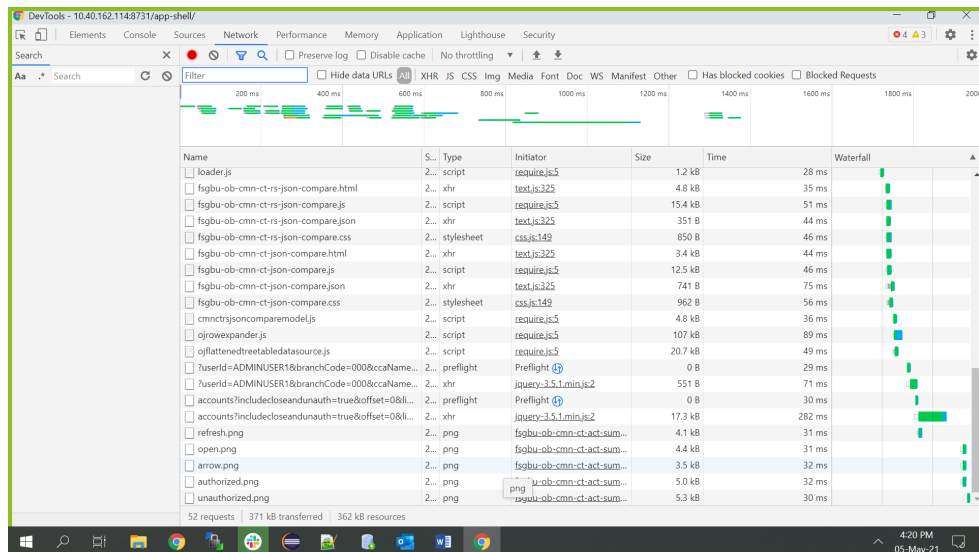 DevTools - 10.40.162.114:8731/app-shell/
Elements Console Sources Network Performance Memory Application Lighthouse Security 4 3
Search Preserve log Disable cache No throttling
Aa .* Search Filter Hide data URLs All XHR JS CSS Img Media Font Doc WS Manifest Other Has blocked cookies Blocked Requests
200 ms 400 ms 600 ms 800 ms 1000 ms 1200 ms 1400 ms 1600 ms 1800 ms 200
Name S... Type Initiator Size Time Waterfall
loader.js 2... script require.js:5 1.2 kB 28 ms
fsgbu-ob-cmn-ct-rs-json-compare.html 2... xhr text.js:325 4.8 kB 35 ms
fsgbu-ob-cmn-ct-rs-json-compare.js 2... script require.js:5 15.4 kB 51 ms
fsgbu-ob-cmn-ct-rs-json-compare.json 2... xhr text.js:325 351 B 44 ms
fsgbu-ob-cmn-ct-rs-json-compare.css 2... stylesheet css.js:149 850 B 46 ms
fsgbu-ob-cmn-ct-json-compare.html 2... xhr text.js:325 3.4 kB 44 ms
fsgbu-ob-cmn-ct-json-compare.js 2... script require.js:5 12.5 kB 46 ms
fsgbu-ob-cmn-ct-json-compare.json 2... xhr text.js:325 741 B 75 ms
fsgbu-ob-cmn-ct-json-compare.css 2... stylesheet css.js:149 962 B 56 ms
cmnctrsjsoncomparemodel.js 2... script require.js:5 4.8 kB 36 ms
ojrowexpander.js 2... script require.js:5 107 kB 89 ms
ojflattenedtreetabledatasource.js 2... script require.js:5 20.7 kB 49 ms
?userId=ADMINUSER1&branchCode=000&ccaName... 2... preflight Preflight 0 B 29 ms
?userId=ADMINUSER1&branchCode=000&ccaName... 2... xhr jquery-3.5.1.min.js:2 551 B 71 ms
accounts?includecloseandunauth=true&offset=0&li... 2... preflight Preflight 0 B 30 ms
accounts?includecloseandunauth=true&offset=0&li... 2... xhr jquery-3.5.1.min.js:2 17.3 kB 282 ms
refresh.png 2... png fsgbu-ob-cmn-ct-act-sum... 4.1 kB 31 ms
open.png 2... png fsgbu-ob-cmn-ct-act-sum... 4.4 kB 31 ms
arrow.png 2... png fsgbu-ob-cmn-ct-act-sum... 3.5 kB 32 ms
authorized.png 2... png fsgbu-ob-cmn-ct-act-sum... 5.0 kB 32 ms
png
unauthorized.png 2... png fsgbu-ob-cmn-ct-act-sum... 5.3 kB 30 ms
52 requests 371 kB transferred 362 kB resources
4:20 PM
05-May-21